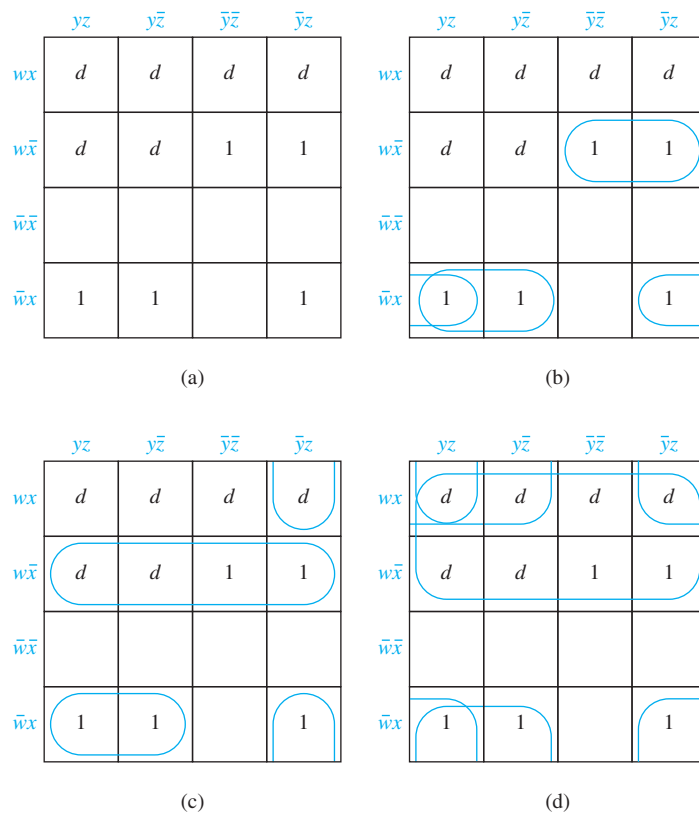 yz yz̄ ȳz̄ ȳz yz yz̄ ȳz̄ ȳz
wx d d d d wx d d d d
wx̄ d d 1 1 wx̄ d d 1 1
w̄x̄ w̄x̄
w̄x 1 1 1 w̄x 1 1 1
(a) (b)
yz yz̄ ȳz̄ ȳz yz yz̄ ȳz̄ ȳz
wx d d d d wx d d d d
wx̄ d d 1 1 wx̄ d d 1 1
w̄x̄ w̄x̄
w̄x 1 1 1 w̄x 1 1 1
(c) (d)